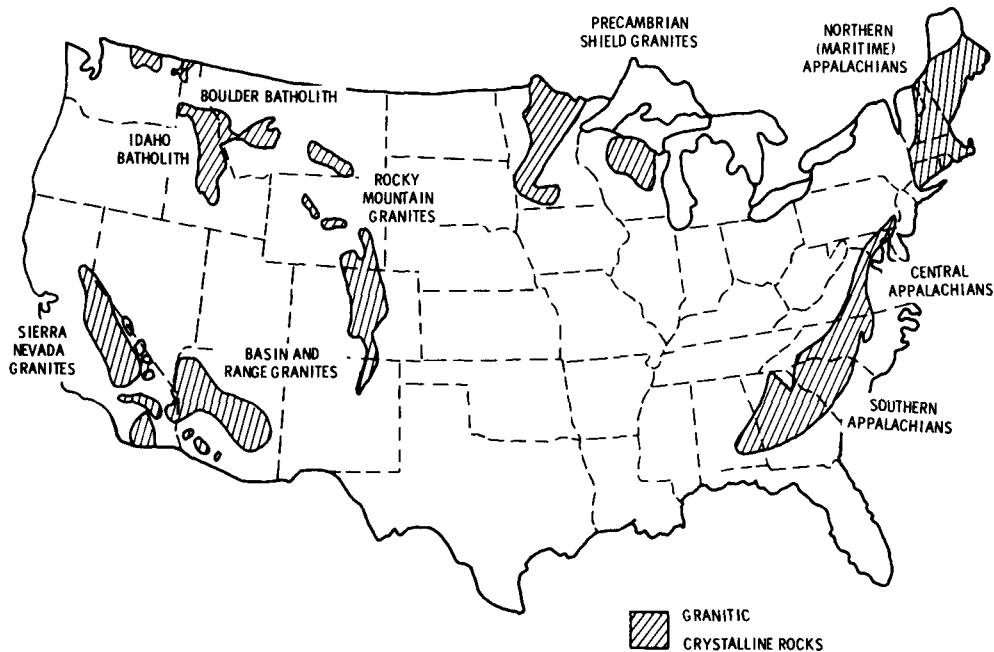 PRECAMBRIAN
SHIELD GRANITES
NORTHERN
(MARITIME)
APPALACHIANS
BOULDER BATHOLITH
IDAHO
BATHOLITH
ROCKY
MOUNTAIN
GRANITES
CENTRAL
APPALACHIANS
SIERRA
NEVADA
GRANITES
BASIN AND
RANGE GRANITES
SOUTHERN
APPALACHIANS
GRANITIC
CRYSTALLINE ROCKS